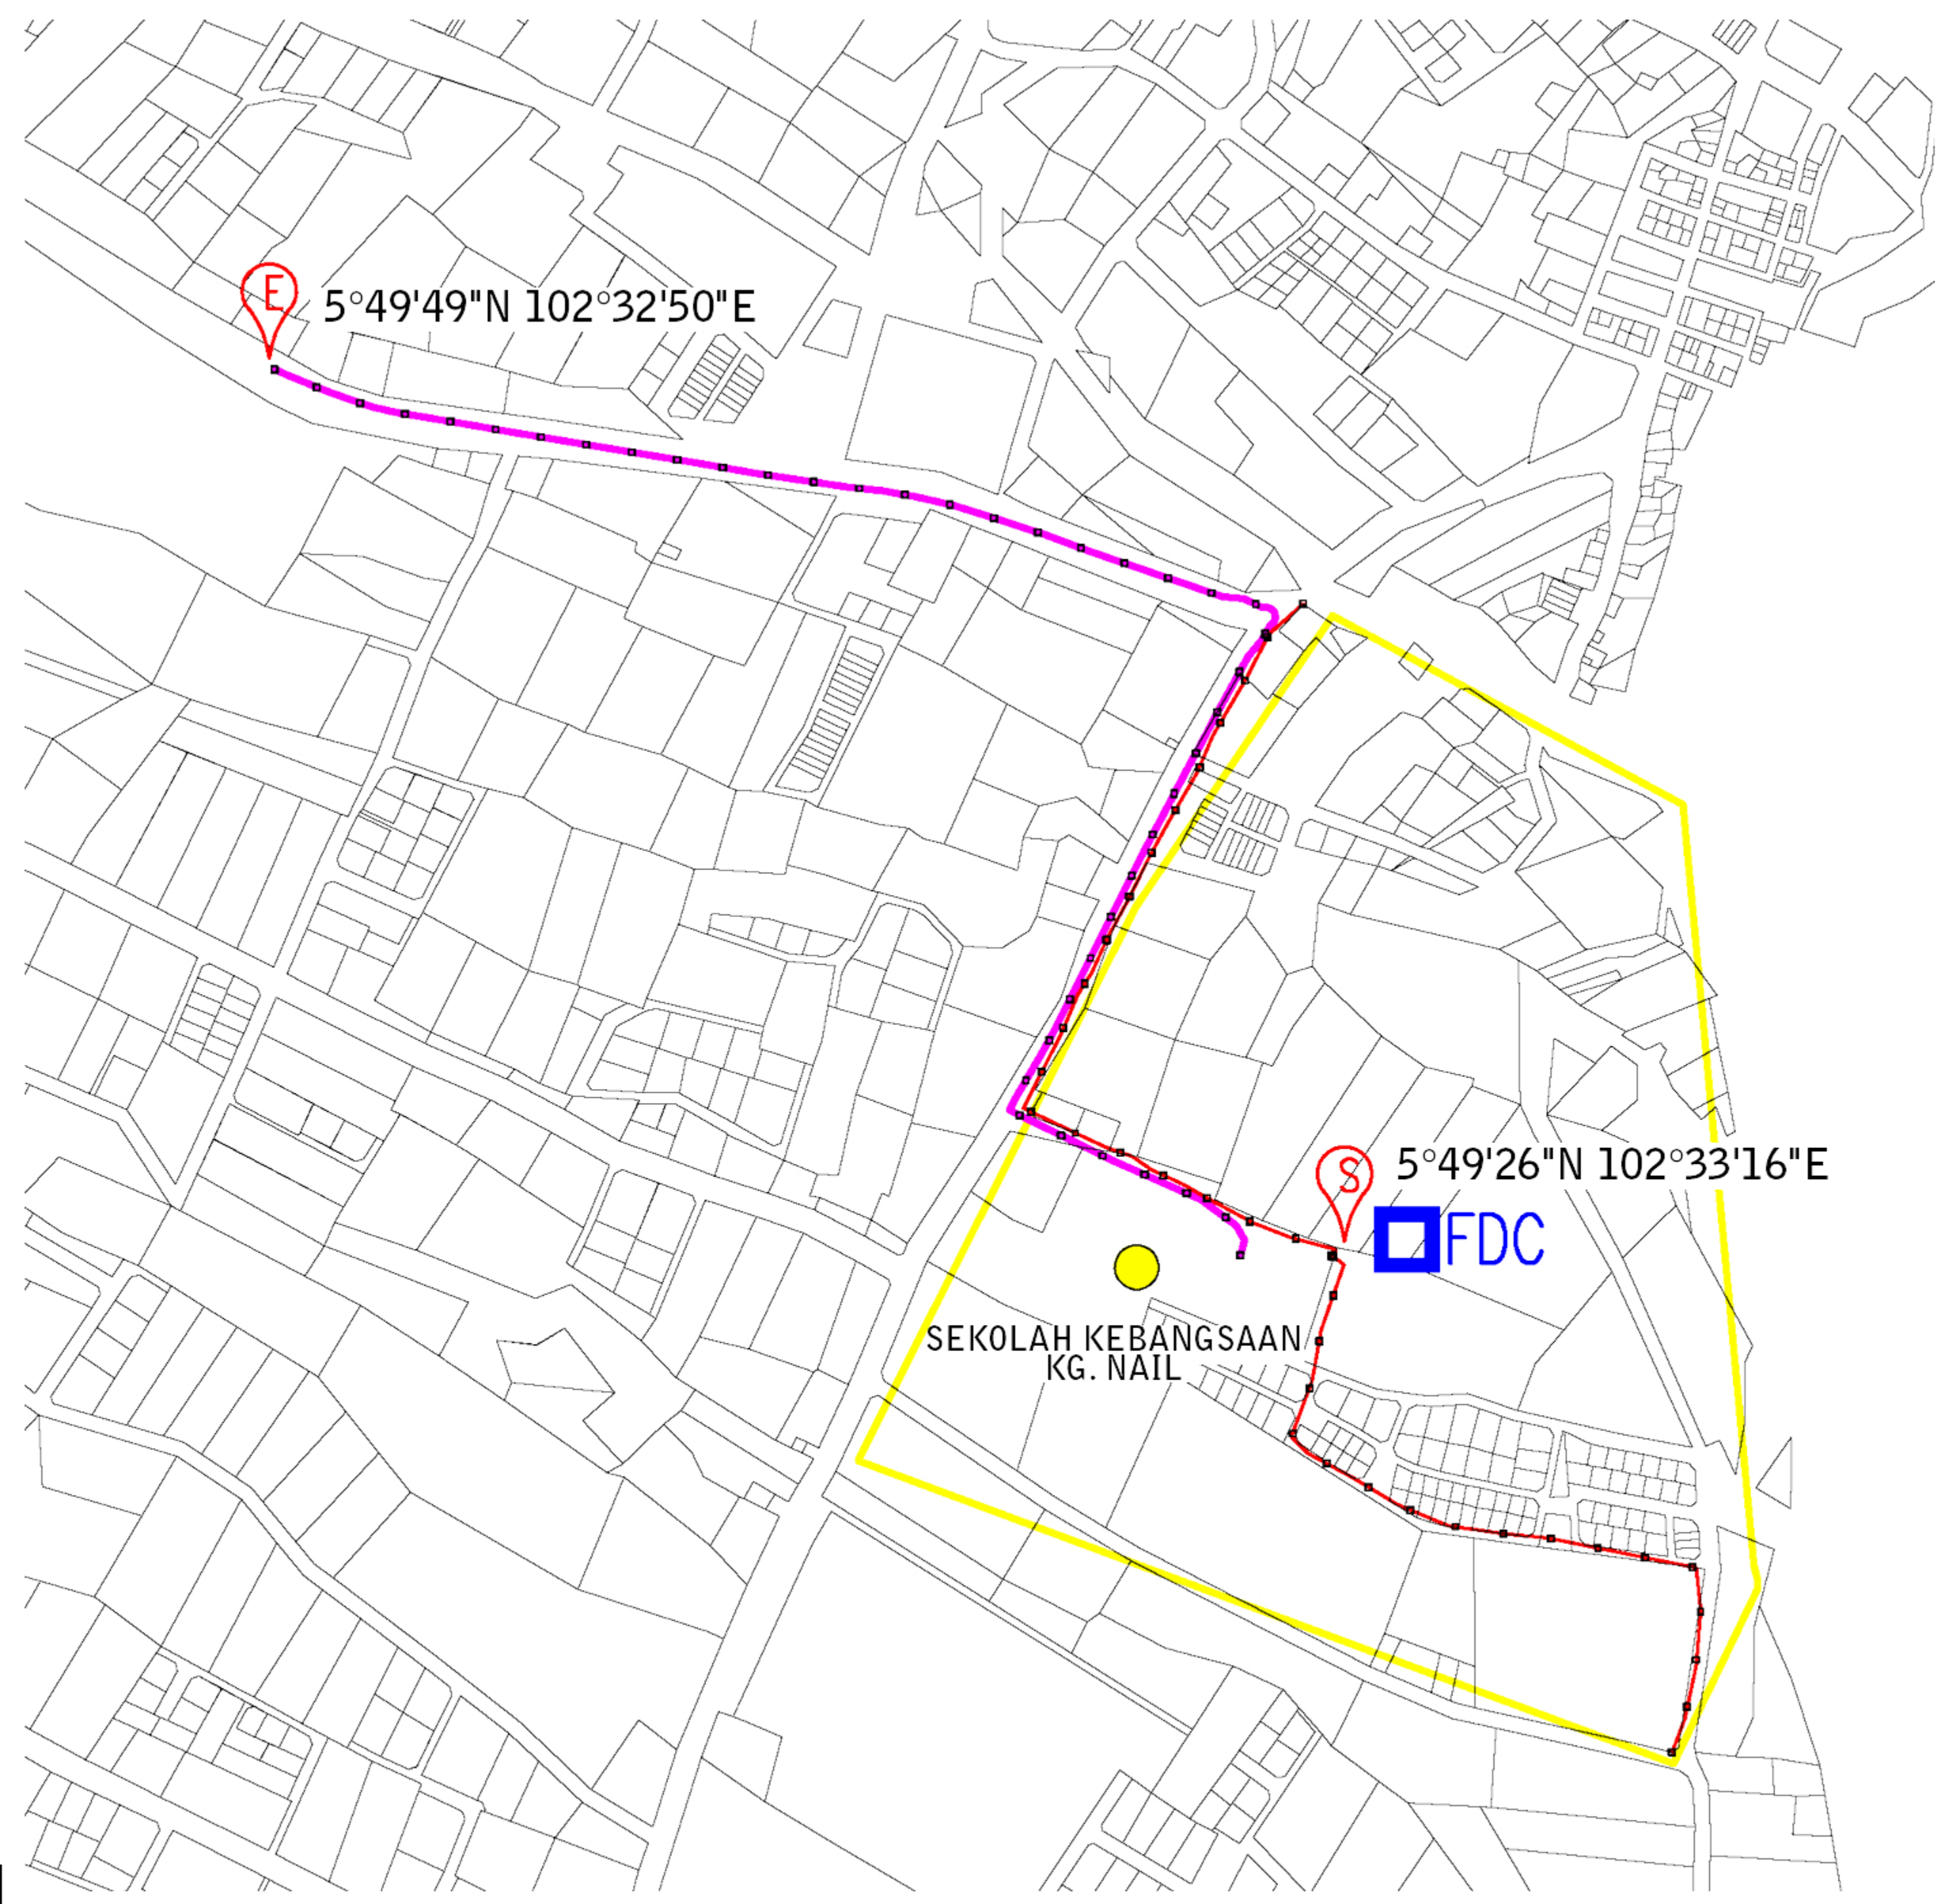 E
5°49'49"N 102°32'50"E
S
5°49'26"N 102°33'16"E
FDC
SEKOLAH KEBANGSAAN
KG. NAIL